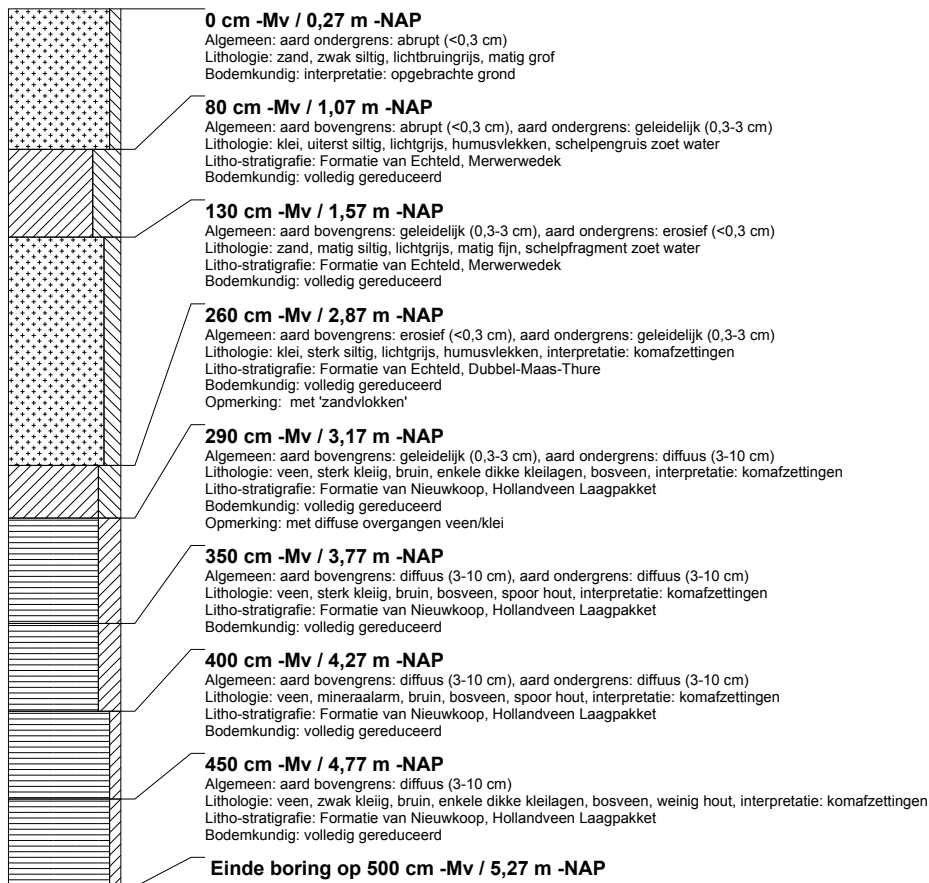 0 cm -Mv / 0,27 m -NAP
Algemeen: aard ondergrens: abrupt (<0,3 cm)
Lithologie: zand, zwak siltig, lichtbruingrijs, matig grof
Bodemkundig: interpretatie: opgebrachte grond
80 cm -Mv / 1,07 m -NAP
Algemeen: aard bovengrens: abrupt (<0,3 cm), aard ondergrens: geleidelijk (0,3-3 cm)
Lithologie: klei, uiterst siltig, lichtgrijs, humusvlekken, schelpengruis zoet water
Litho-stratigrafie: Formatie van Echteld, Merwerwedek
Bodemkundig: volledig gereduceerd
130 cm -Mv / 1,57 m -NAP
Algemeen: aard bovengrens: geleidelijk (0,3-3 cm), aard ondergrens: erosief (<0,3 cm)
Lithologie: zand, matig siltig, lichtgrijs, matig fijn, schelpfragment zoet water
Litho-stratigrafie: Formatie van Echteld, Merwerwedek
Bodemkundig: volledig gereduceerd
260 cm -Mv / 2,87 m -NAP
Algemeen: aard bovengrens: erosief (<0,3 cm), aard ondergrens: geleidelijk (0,3-3 cm)
Lithologie: klei, sterk siltig, lichtgrijs, humusvlekken, interpretatie: komafzettingen
Litho-stratigrafie: Formatie van Echteld, Dubbel-Maas-Thure
Bodemkundig: volledig gereduceerd
Opmerking: met 'zandvlokken'
290 cm -Mv / 3,17 m -NAP
Algemeen: aard bovengrens: geleidelijk (0,3-3 cm), aard ondergrens: diffuus (3-10 cm)
Lithologie: veen, sterk kleiig, bruin, enkele dikke kleilagen, bosveen, interpretatie: komafzettingen
Litho-stratigrafie: Formatie van Nieuwkoop, Hollandveen Laagpakket
Bodemkundig: volledig gereduceerd
Opmerking: met diffuse overgangen veen/klei
350 cm -Mv / 3,77 m -NAP
Algemeen: aard bovengrens: diffuus (3-10 cm), aard ondergrens: diffuus (3-10 cm)
Lithologie: veen, sterk kleiig, bruin, bosveen, spoor hout, interpretatie: komafzettingen
Litho-stratigrafie: Formatie van Nieuwkoop, Hollandveen Laagpakket
Bodemkundig: volledig gereduceerd
400 cm -Mv / 4,27 m -NAP
Algemeen: aard bovengrens: diffuus (3-10 cm), aard ondergrens: diffuus (3-10 cm)
Lithologie: veen, mineraalarm, bruin, bosveen, spoor hout, interpretatie: komafzettingen
Litho-stratigrafie: Formatie van Nieuwkoop, Hollandveen Laagpakket
Bodemkundig: volledig gereduceerd
450 cm -Mv / 4,77 m -NAP
Algemeen: aard bovengrens: diffuus (3-10 cm)
Lithologie: veen, zwak kleiig, bruin, enkele dikke kleilagen, bosveen, weinig hout, interpretatie: komafzettingen
Litho-stratigrafie: Formatie van Nieuwkoop, Hollandveen Laagpakket
Bodemkundig: volledig gereduceerd
Einde boring op 500 cm -Mv / 5,27 m -NAP